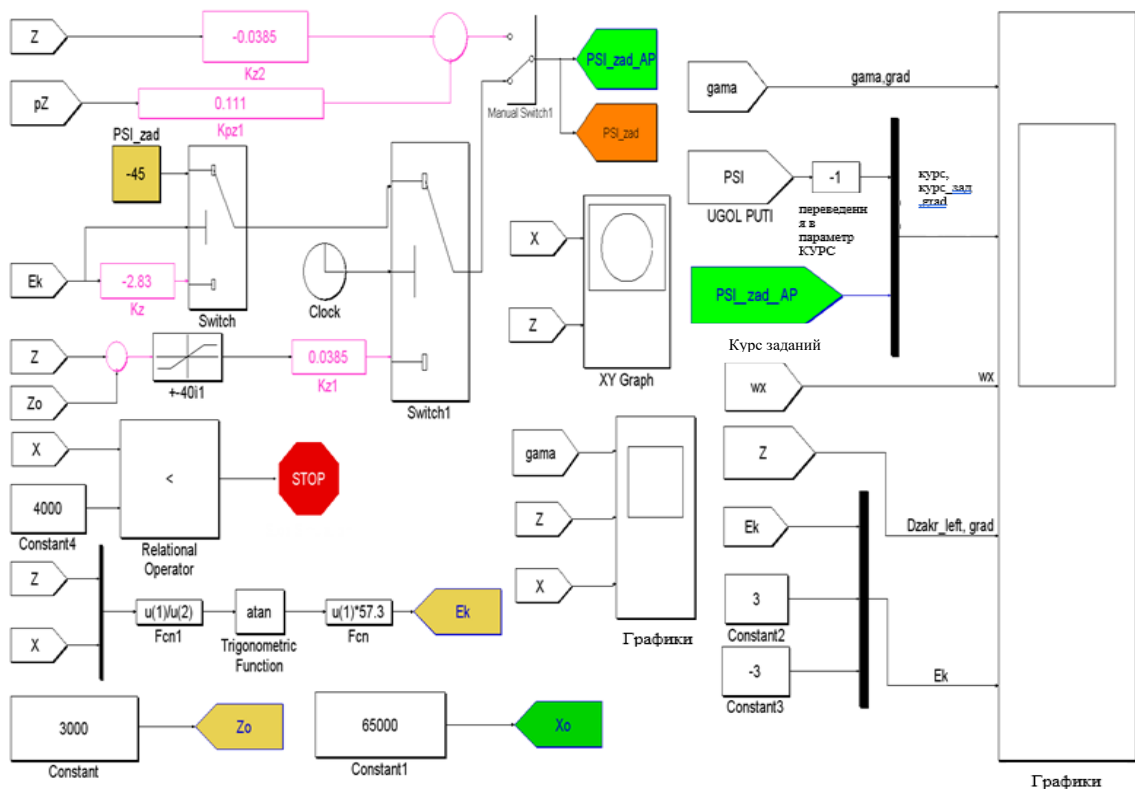 Z
-0.0385
Kz2
pZ
0.111
Kpz1
Manual Switch1
PSI_zad_AP
PSI_zad
PSI_zad
-45
Ek
-2.83
Kz
Switch
Clock
Z
Zo
+-40i1
0.0385
Kz1
Switch1
X
4000
Constant4
<
Relational
Operator
STOP
Z
X
u(1)/u(2)
Fcn1
atan
Trigonometric
Function
u(1)*57.3
Fcn
Ek
3000
Constant
Zo
65000
Constant1
Xo
X
Z
XY Graph
gama
Z
X
Графики
gama
gama,grad
PSI
UGOL PUTI
-1
переведенн
я в
параметр
КУРС
курс,
курс_зад
,grad
PSI_zad_AP
Курс заданий
wx
wx
Z
Dzakr_left, grad
Ek
3
Constant2
-3
Constant3
Ek
Графики